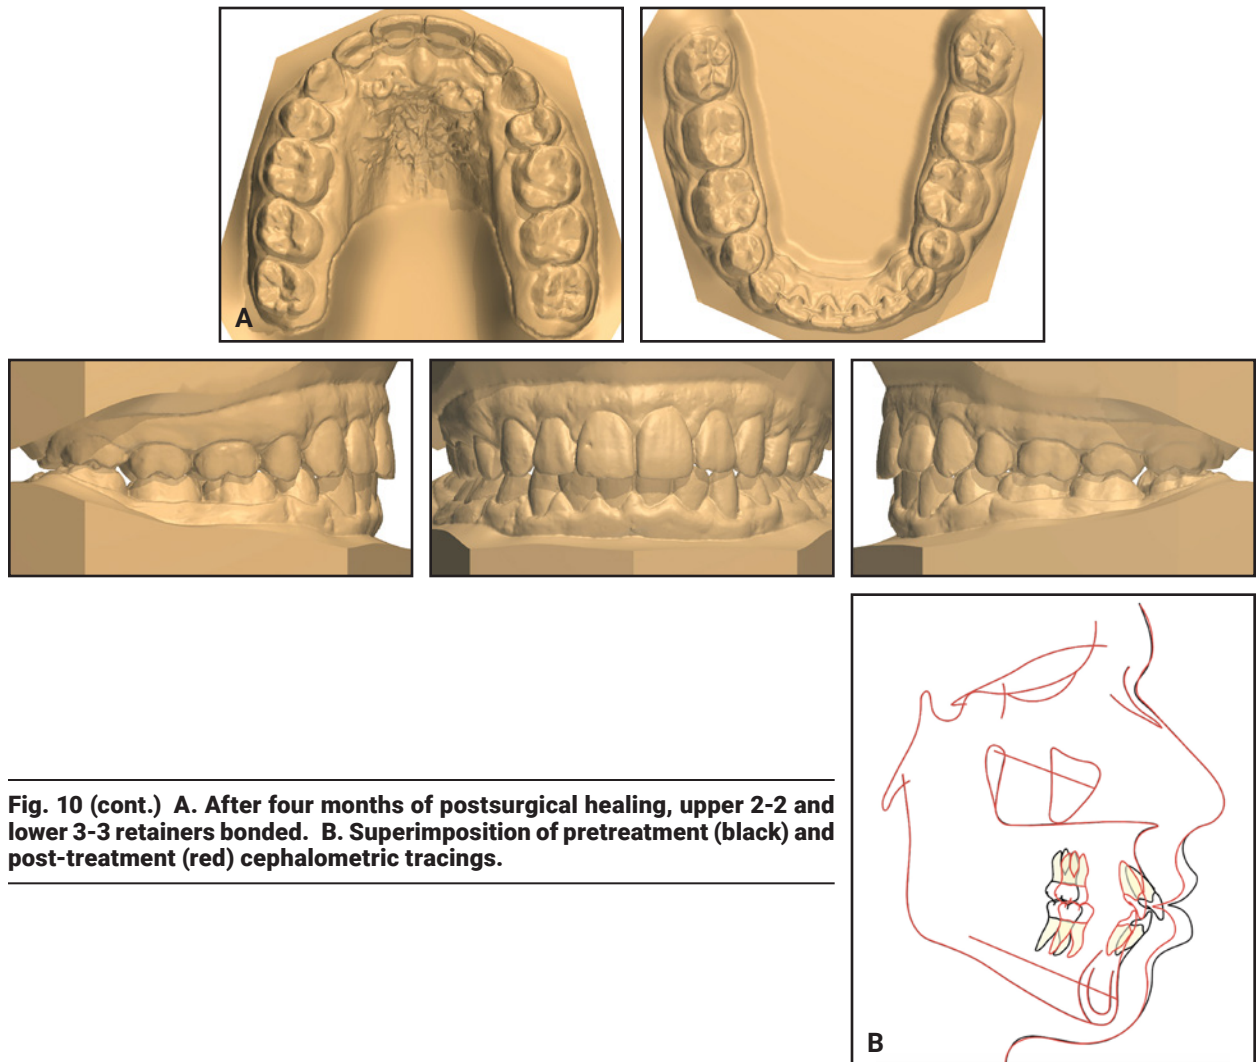 A
Fig. 10 (cont.) A. After four months of postsurgical healing, upper 2-2 and
lower 3-3 retainers bonded. B. Superimposition of pretreatment (black) and
post-treatment (red) cephalometric tracings.
B